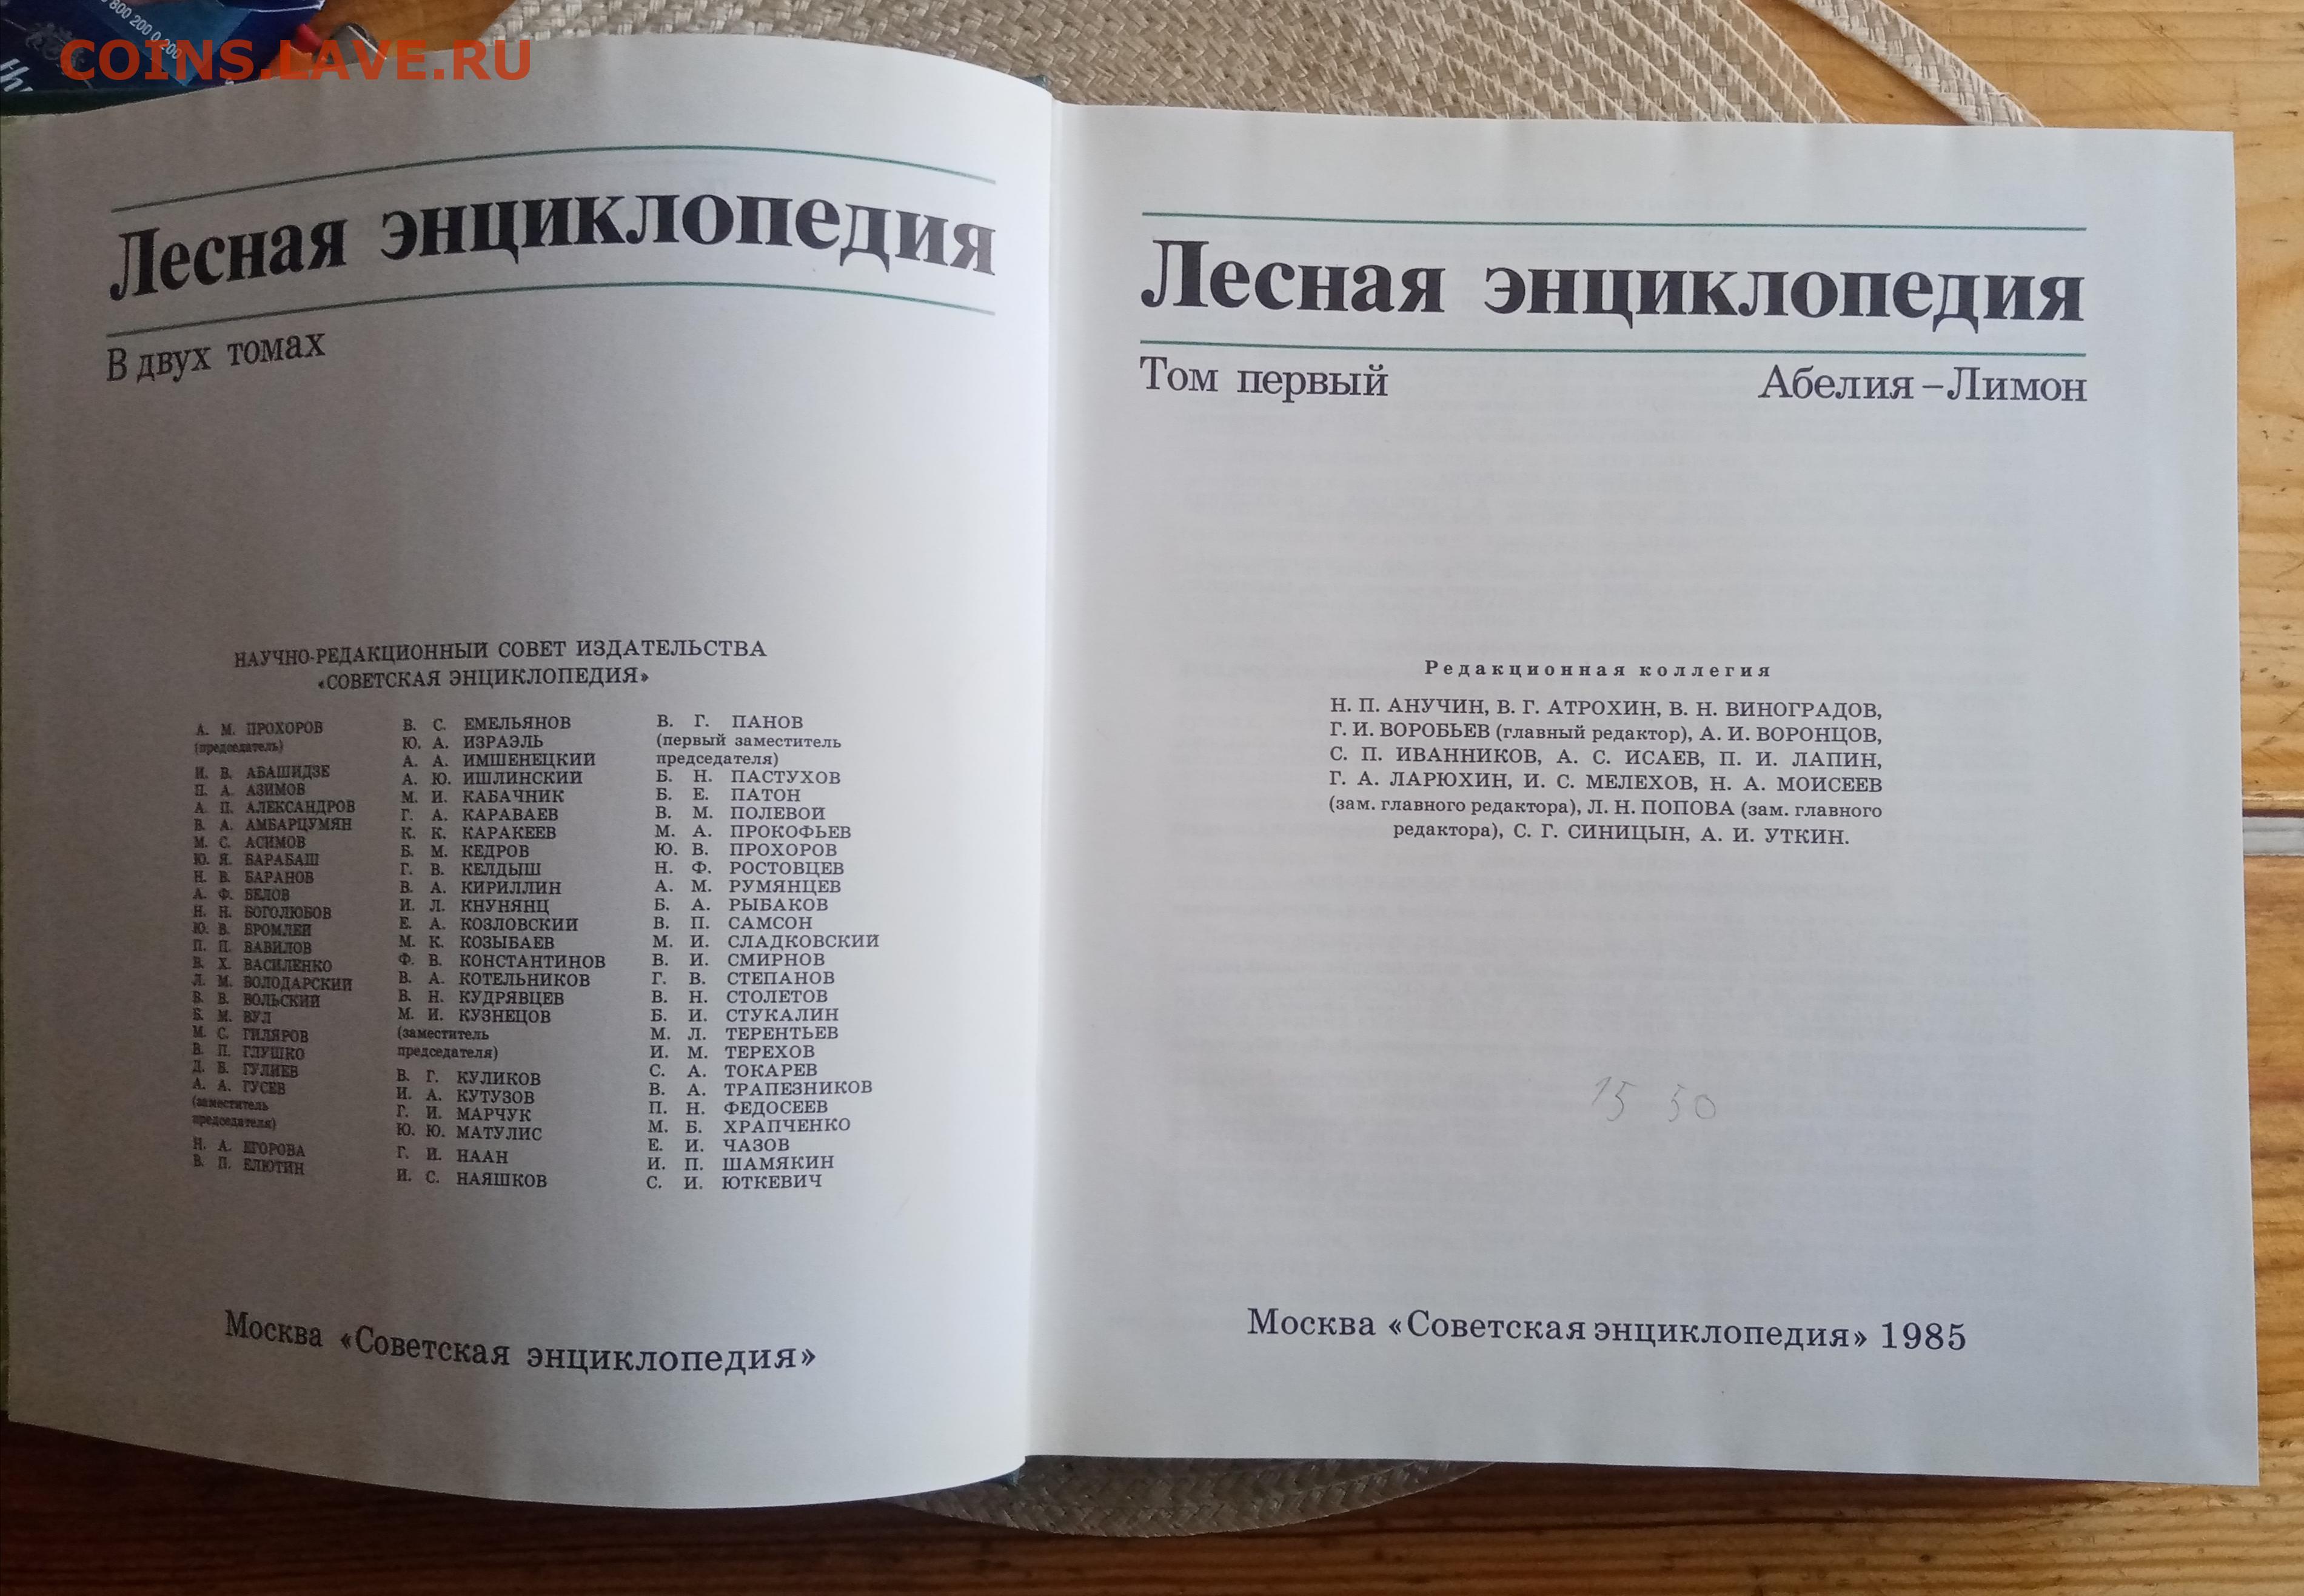 800 200 0 200
COINS.LAVE.RU
Лесная энциклопедия
В двух томах
НАУЧНО-РЕДАКЦИОННЫЙ СОВЕТ ИЗДАТЕЛЬСТВА
«СОВЕТСКАЯ ЭНЦИКЛОПЕДИЯ»
А. М. ПРОХОРОВ
(председатель)
И. В. АБАШИДЗЕ
П. А. АЗИМОВ
А. П. АЛЕКСАНДРОВ
В. А. АМБАРЦУМЯН
М. С. АСИМОВ
Ю. Я. БАРАБАШ
Н. В. БАРАНОВ
А. Ф. БЕЛОВ
Н. Н. БОГОЛЮБОВ
Ю. В. БРОМЛЕЙ
П. П. ВАВИЛОВ
В. Х. ВАСИЛЕНКО
Л. М. ВОЛОДАРСКИЙ
В. В. ВОЛЬСКИЙ
Б. М. ВУЛ
М. С. ГИЛЯРОВ
В. П. ГЛУШКО
Д. Б. ГУЛИЕВ
А. А. ГУСЕВ
(заместитель
председателя)
Н. А. ЕГОРОВА
В. П. ЕЛЮТИН
В. С. ЕМЕЛЬЯНОВ
Ю. А. ИЗРАЭЛЬ
А. А. ИМШЕНЕЦКИЙ
А. Ю. ИШЛИНСКИЙ
М. И. КАБАЧНИК
Г. А. КАРАВАЕВ
К. К. КАРАКЕЕВ
Б. М. КЕДРОВ
Г. В. КЕЛДЫШ
В. А. КИРИЛЛИН
И. Л. КНУНЯНЦ
Е. А. КОЗЛОВСКИЙ
М. К. КОЗЫБАЕВ
Ф. В. КОНСТАНТИНОВ
В. А. КОТЕЛЬНИКОВ
В. Н. КУДРЯВЦЕВ
М. И. КУЗНЕЦОВ
(заместитель
председателя)
В. Г. КУЛИКОВ
И. А. КУТУЗОВ
Г. И. МАРЧУК
Ю. Ю. МАТУЛИС
Г. И. НААН
И. С. НАЯШКОВ
В. Г. ПАНОВ
(первый заместитель
председателя)
Б. Н. ПАСТУХОВ
Б. Е. ПАТОН
В. М. ПОЛЕВОЙ
М. А. ПРОКОФЬЕВ
Ю. В. ПРОХОРОВ
Н. Ф. РОСТОВЦЕВ
А. М. РУМЯНЦЕВ
Б. А. РЫБАКОВ
В. П. САМСОН
М. И. СЛАДКОВСКИЙ
В. И. СМИРНОВ
Г. В. СТЕПАНОВ
В. Н. СТОЛЕТОВ
Б. И. СТУКАЛИН
М. Л. ТЕРЕНТЬЕВ
И. М. ТЕРЕХОВ
С. А. ТОКАРЕВ
В. А. ТРАПЕЗНИКОВ
П. Н. ФЕДОСЕЕВ
М. Б. ХРАПЧЕНКО
Е. И. ЧАЗОВ
И. П. ШАМЯКИН
С. И. ЮТКЕВИЧ
Москва «Советская энциклопедия»
Лесная энциклопедия
Том первый Абелия–Лимон
Редакционная коллегия
Н. П. АНУЧИН, В. Г. АТРОХИН, В. Н. ВИНОГРАДОВ,
Г. И. ВОРОБЬЕВ (главный редактор), А. И. ВОРОНЦОВ,
С. П. ИВАННИКОВ, А. С. ИСАЕВ, П. И. ЛАПИН,
Г. А. ЛАРЮХИН, И. С. МЕЛЕХОВ, Н. А. МОИСЕЕВ
(зам. главного редактора), Л. Н. ПОПОВА (зам. главного
редактора), С. Г. СИНИЦЫН, А. И. УТКИН.
15 50
Москва «Советская энциклопедия» 1985